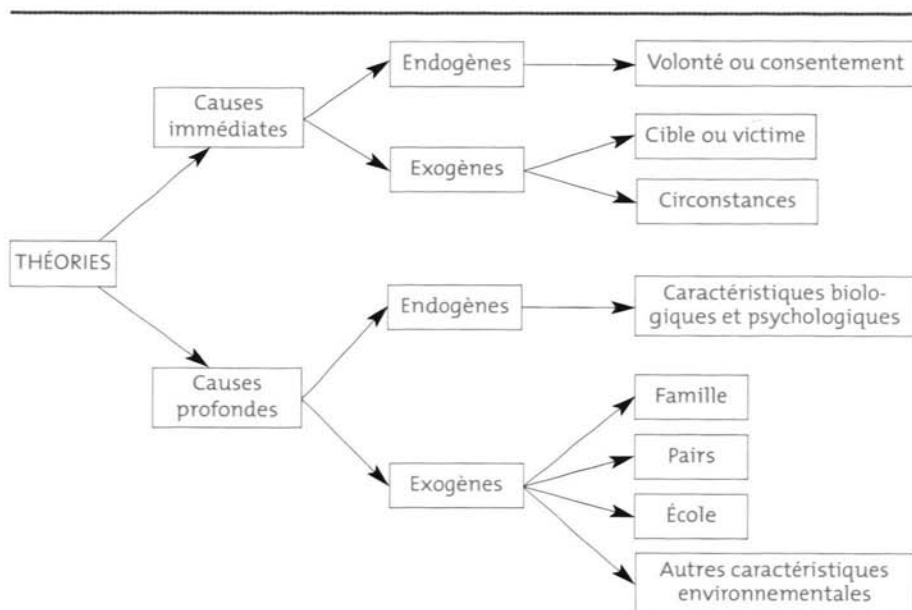 Endogènes
Volonté ou consentement
Causes
immédiates
Cible ou victime
Exogènes
Circonstances
THÉORIES
Endogènes
Caractéristiques biolo-
giques et psychologiques
Causes
profondes
Famille
Pairs
Exogènes
École
Autres caractéristiques
environnementales